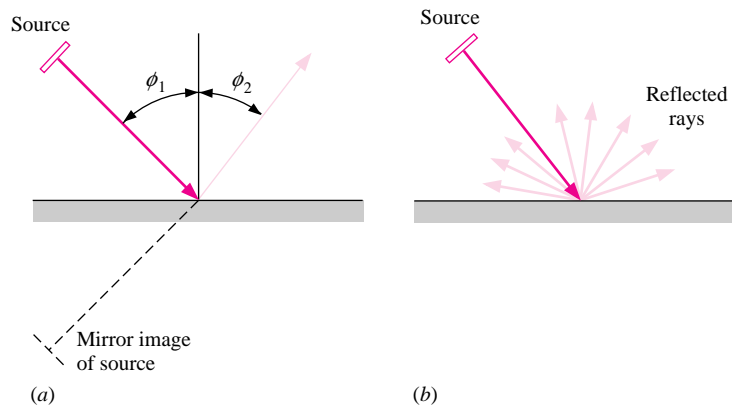 Source
ϕ1
ϕ2
Mirror image
of source
(a)
Source
Reflected
rays
(b)